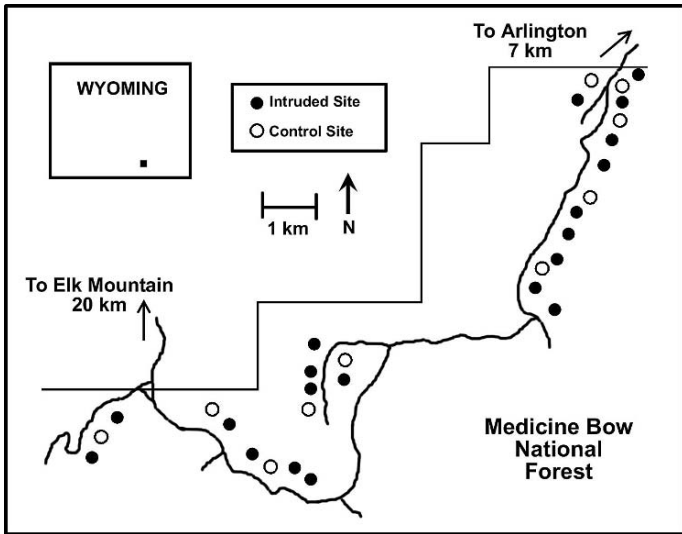 To Arlington
7 km
WYOMING
Intruded Site
Control Site
1 km
N
To Elk Mountain
20 km
Medicine Bow
National
Forest